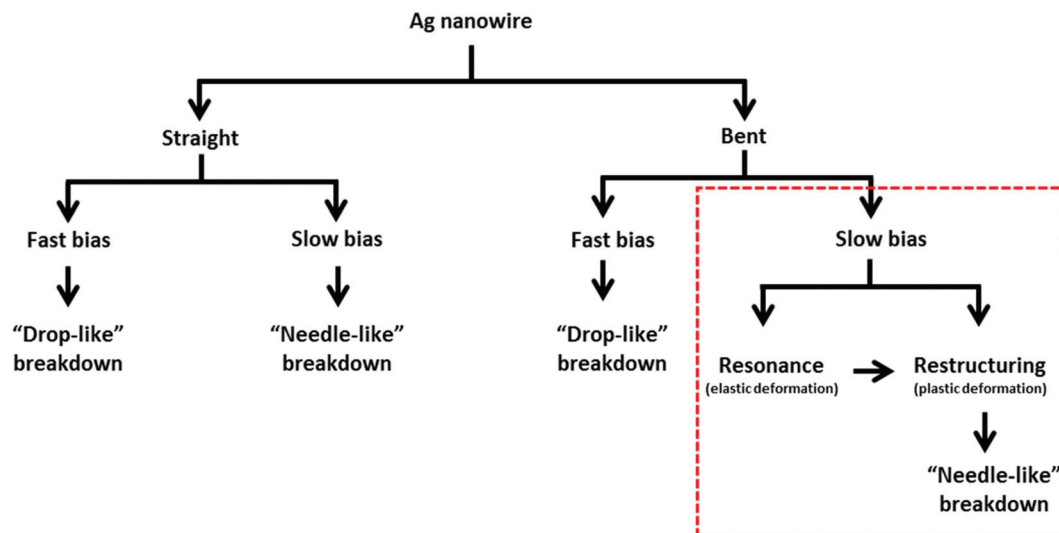 Ag nanowire
Straight
Bent
Fast bias
Slow bias
Fast bias
Slow bias
“Drop-like”
breakdown
“Needle-like”
breakdown
“Drop-like”
breakdown
Resonance
(elastic deformation)
Restructuring
(plastic deformation)
“Needle-like”
breakdown